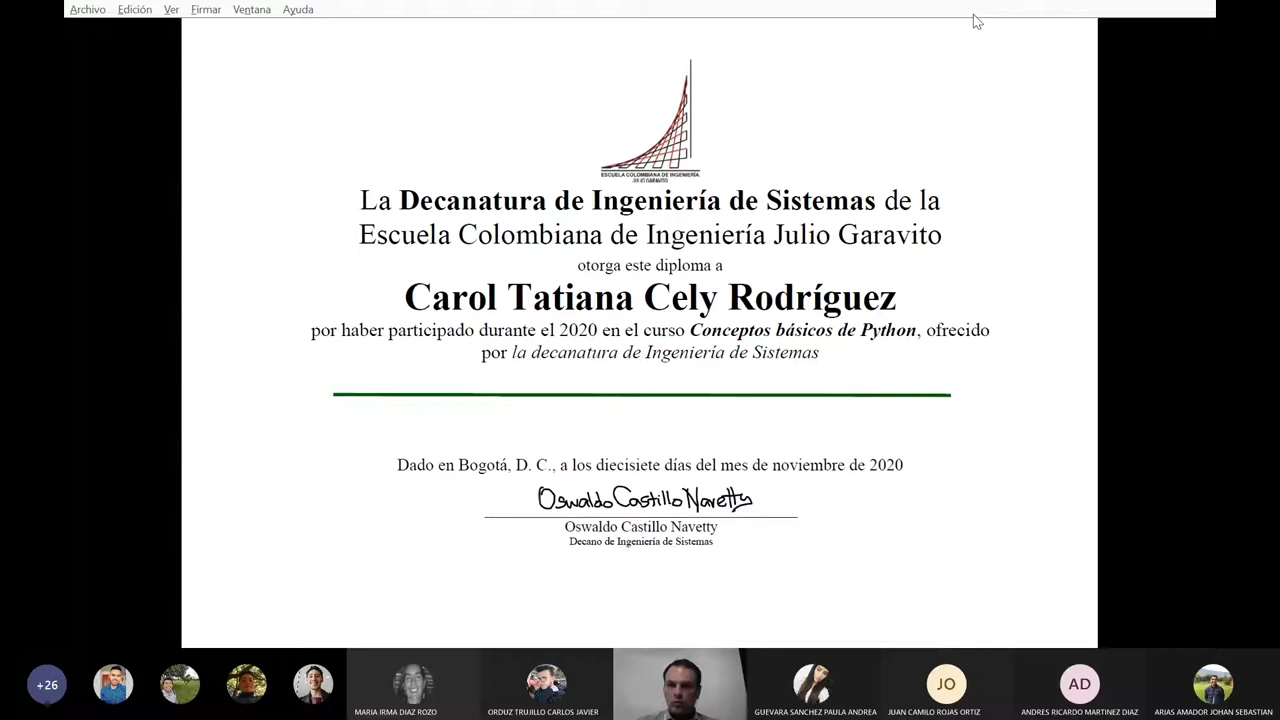 Archivo Edición Ver Firmar Ventana Ayuda
ESCUELA COLOMBIANA DE INGENIERÍA
JULIO GARAVITO
La Decanatura de Ingeniería de Sistemas de la
Escuela Colombiana de Ingeniería Julio Garavito
otorga este diploma a
Carol Tatiana Cely Rodríguez
por haber participado durante el 2020 en el curso Conceptos básicos de Python, ofrecido
por la decanatura de Ingeniería de Sistemas
Dado en Bogotá, D. C., a los diecisiete días del mes de noviembre de 2020
Oswaldo Castillo Navetty
Oswaldo Castillo Navetty
Decano de Ingeniería de Sistemas
+26 JO AD
MARIA IRMA DIAZ ROZO ORDUZ TRUJILLO CARLOS JAVIER GUEVARA SANCHEZ PAULA ANDREA JUAN CAMILO ROJAS ORTIZ ANDRES RICARDO MARTINEZ DIAZ ARIAS AMADOR JOHAN SEBASTIAN